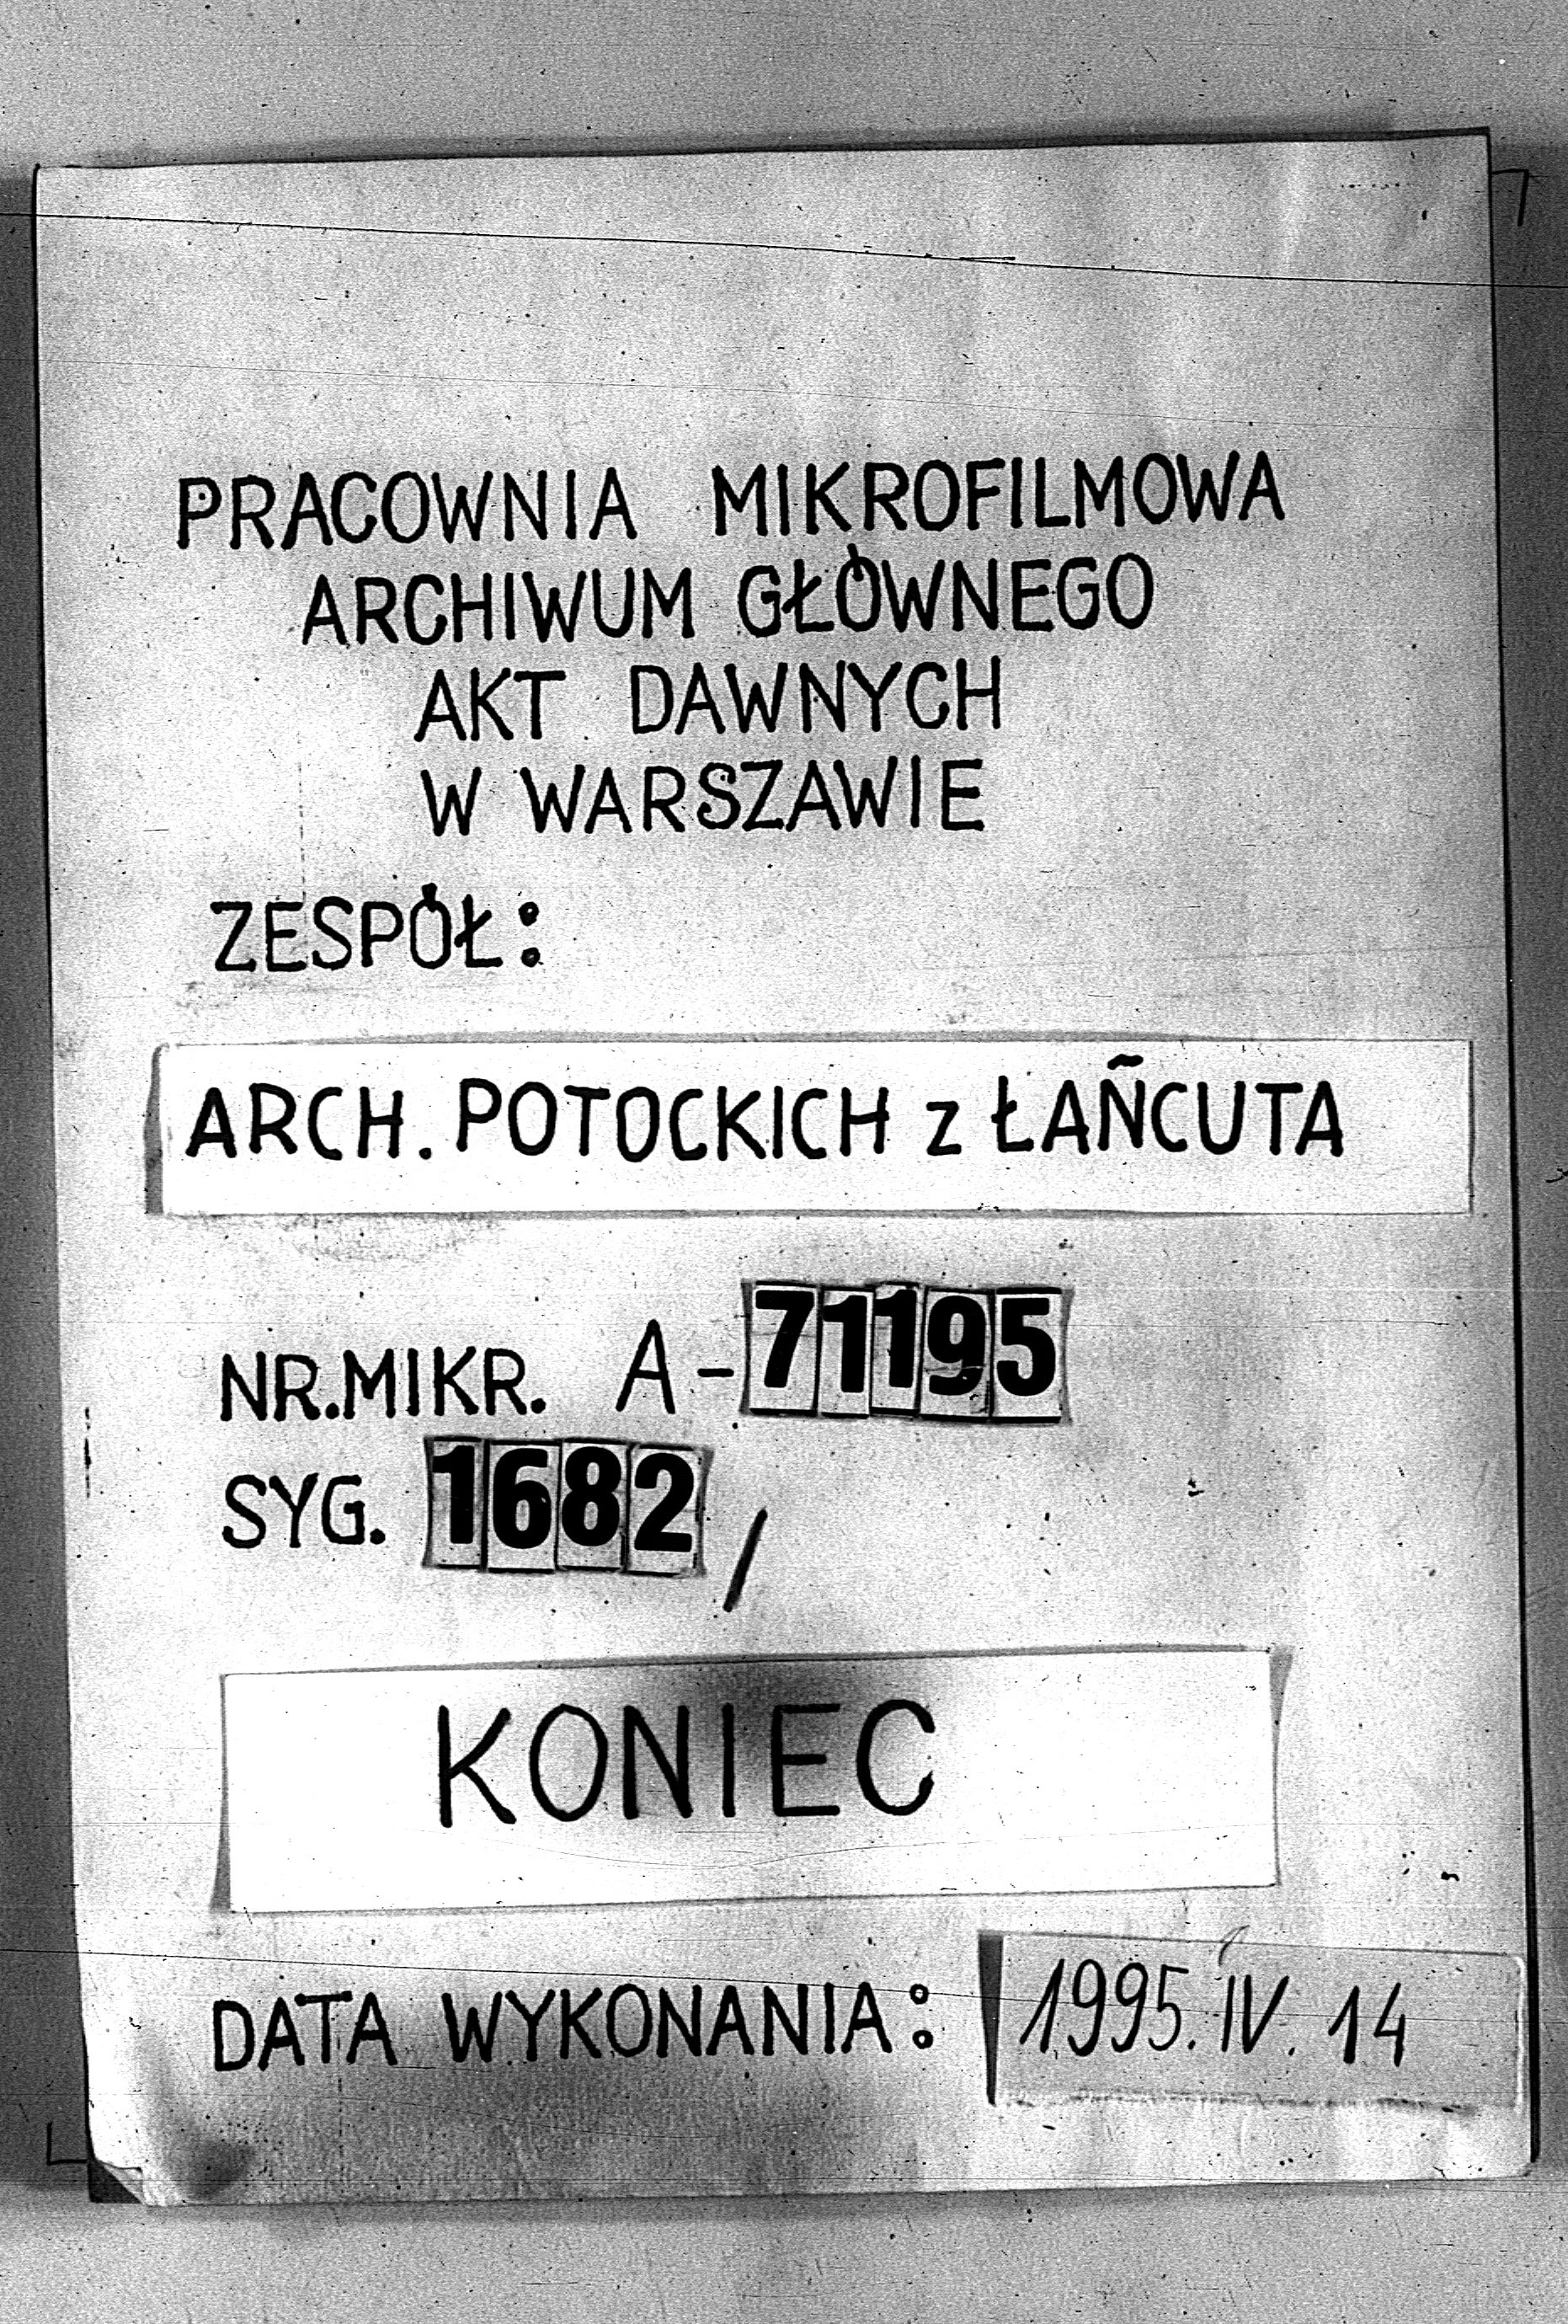 PRACOWNIA MIKROFILMOWA
ARCHIWUM GŁÓWNEGO
AKT DAWNYCH
W WARSZAWIE
ZESPÓŁ:
ARCH. POTOCKICH z ŁAŃCUTA
NR.MIKR. A-71195
SYG. 1682/
KONIEC
DATA WYKONANIA: 1995.IV.14